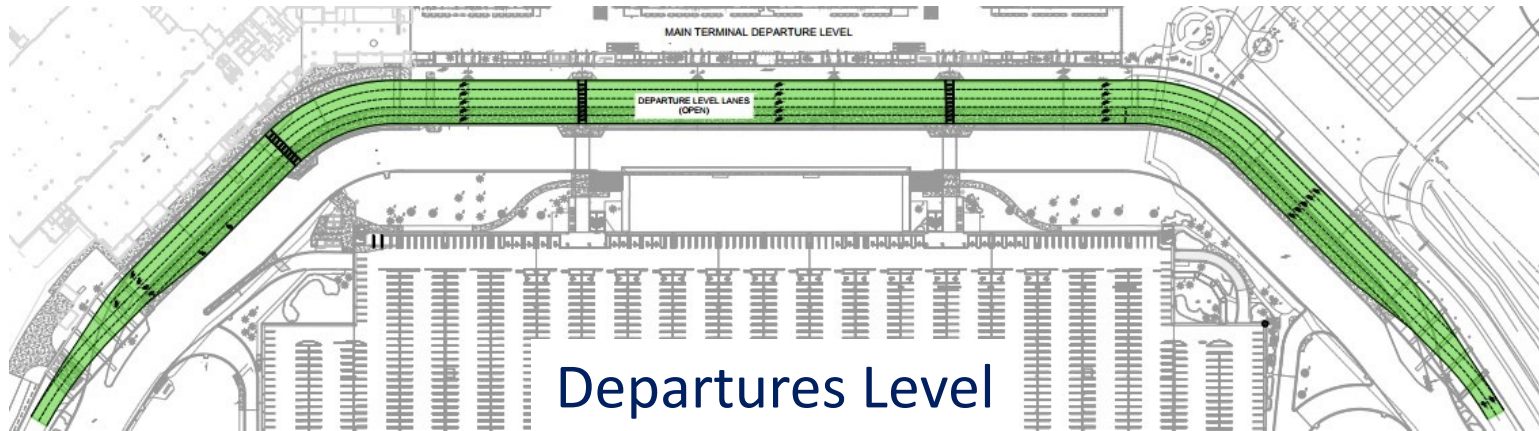 MAIN TERMINAL DEPARTURE LEVEL
DEPARTURE LEVEL LANES
(OPEN)
Departures Level